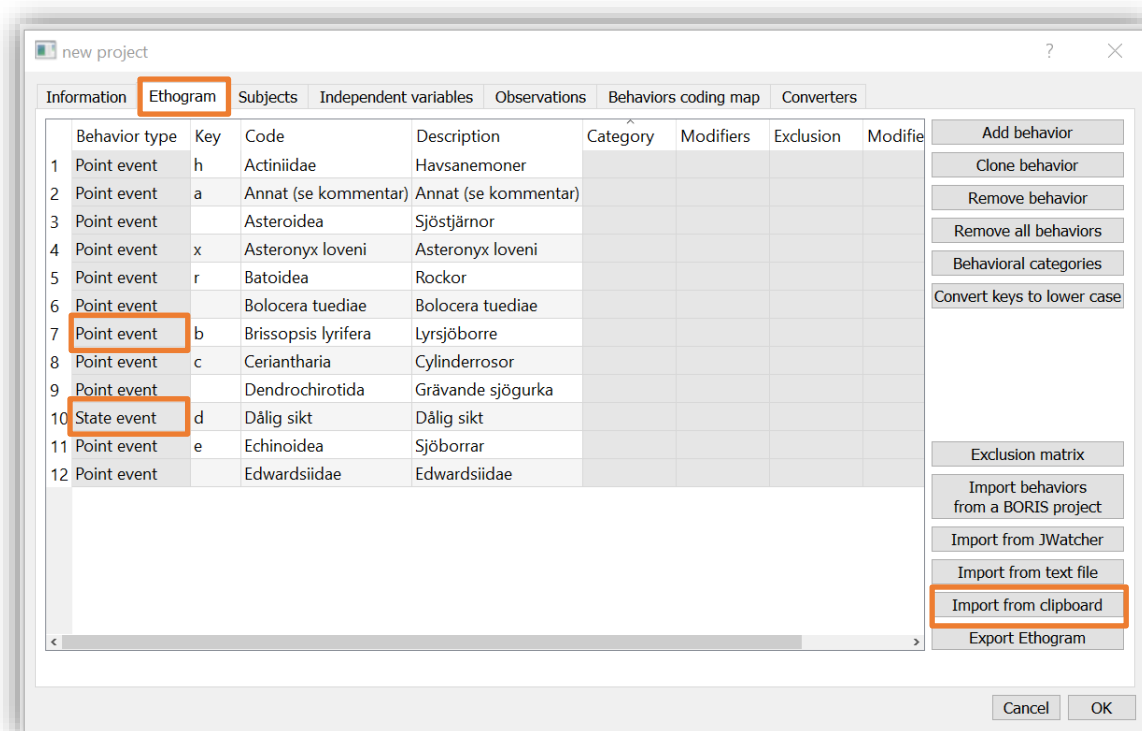 new project
?
Information Ethogram Subjects Independent variables Observations Behaviors coding map Converters
Behavior type Key Code Description Category Modifiers Exclusion Modifie
1 Point event h Actiniidae Havsanemoner
2 Point event a Annat (se kommentar) Annat (se kommentar)
3 Point event Asteroidea Sjöstjärnor
4 Point event x Asteronyx loveni Asteronyx loveni
5 Point event r Batoidea Rockor
6 Point event Bolocera tuediae Bolocera tuediae
7 Point event b Brissopsis lyrifera Lyrsjöborre
8 Point event c Ceriantharia Cylinderrosor
9 Point event Dendrochirotida Grävande sjögurka
10 State event d Dålig sikt Dålig sikt
11 Point event e Echinoidea Sjöborrar
12 Point event Edwardsiidae Edwardsiidae
Add behavior
Clone behavior
Remove behavior
Remove all behaviors
Behavioral categories
Convert keys to lower case
Exclusion matrix
Import behaviors
from a BORIS project
Import from JWatcher
Import from text file
Import from clipboard
Export Ethogram
Cancel OK